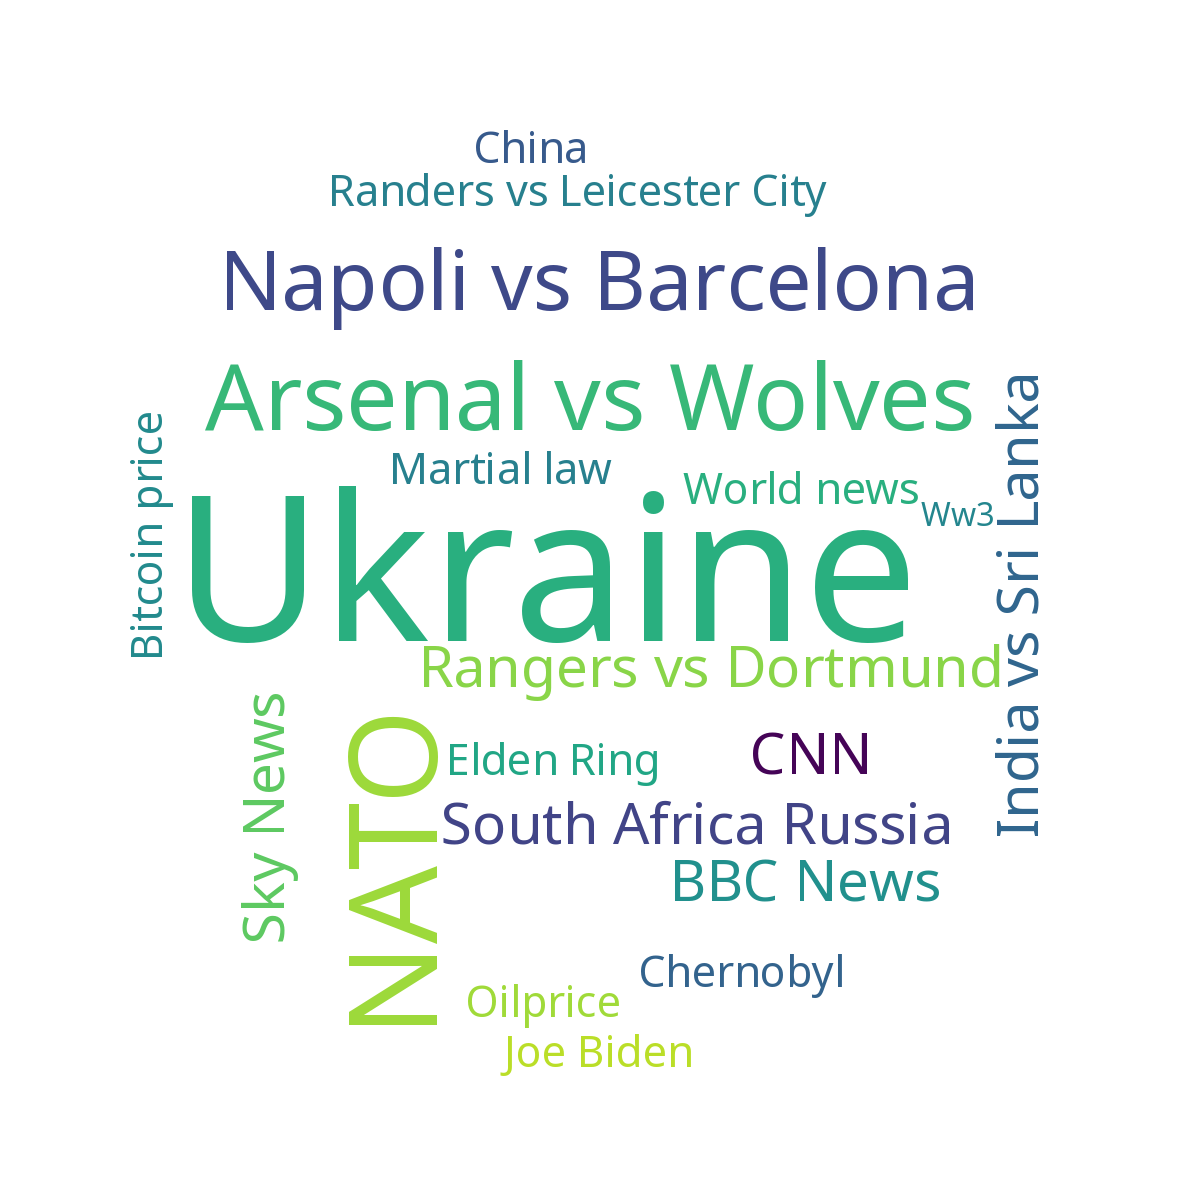 China
Randers vs Leicester City
Napoli vs Barcelona
Arsenal vs Wolves
Martial law
World news
Ww3
Ukraine
Bitcoin price
India vs Sri Lanka
Rangers vs Dortmund
Sky News
NATO
Elden Ring
CNN
South Africa Russia
BBC News
Chernobyl
Oilprice
Joe Biden